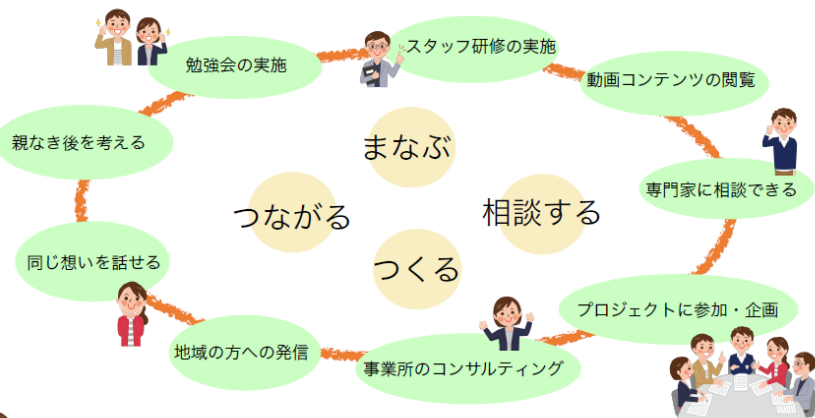 勉強会の実施
スタッフ研修の実施
動画コンテンツの閲覧
親なき後を考える
まなぶ
専門家に相談できる
つながる
相談する
同じ想いを話せる
つくる
プロジェクトに参加・企画
地域の方への発信
事業所のコンサルティング